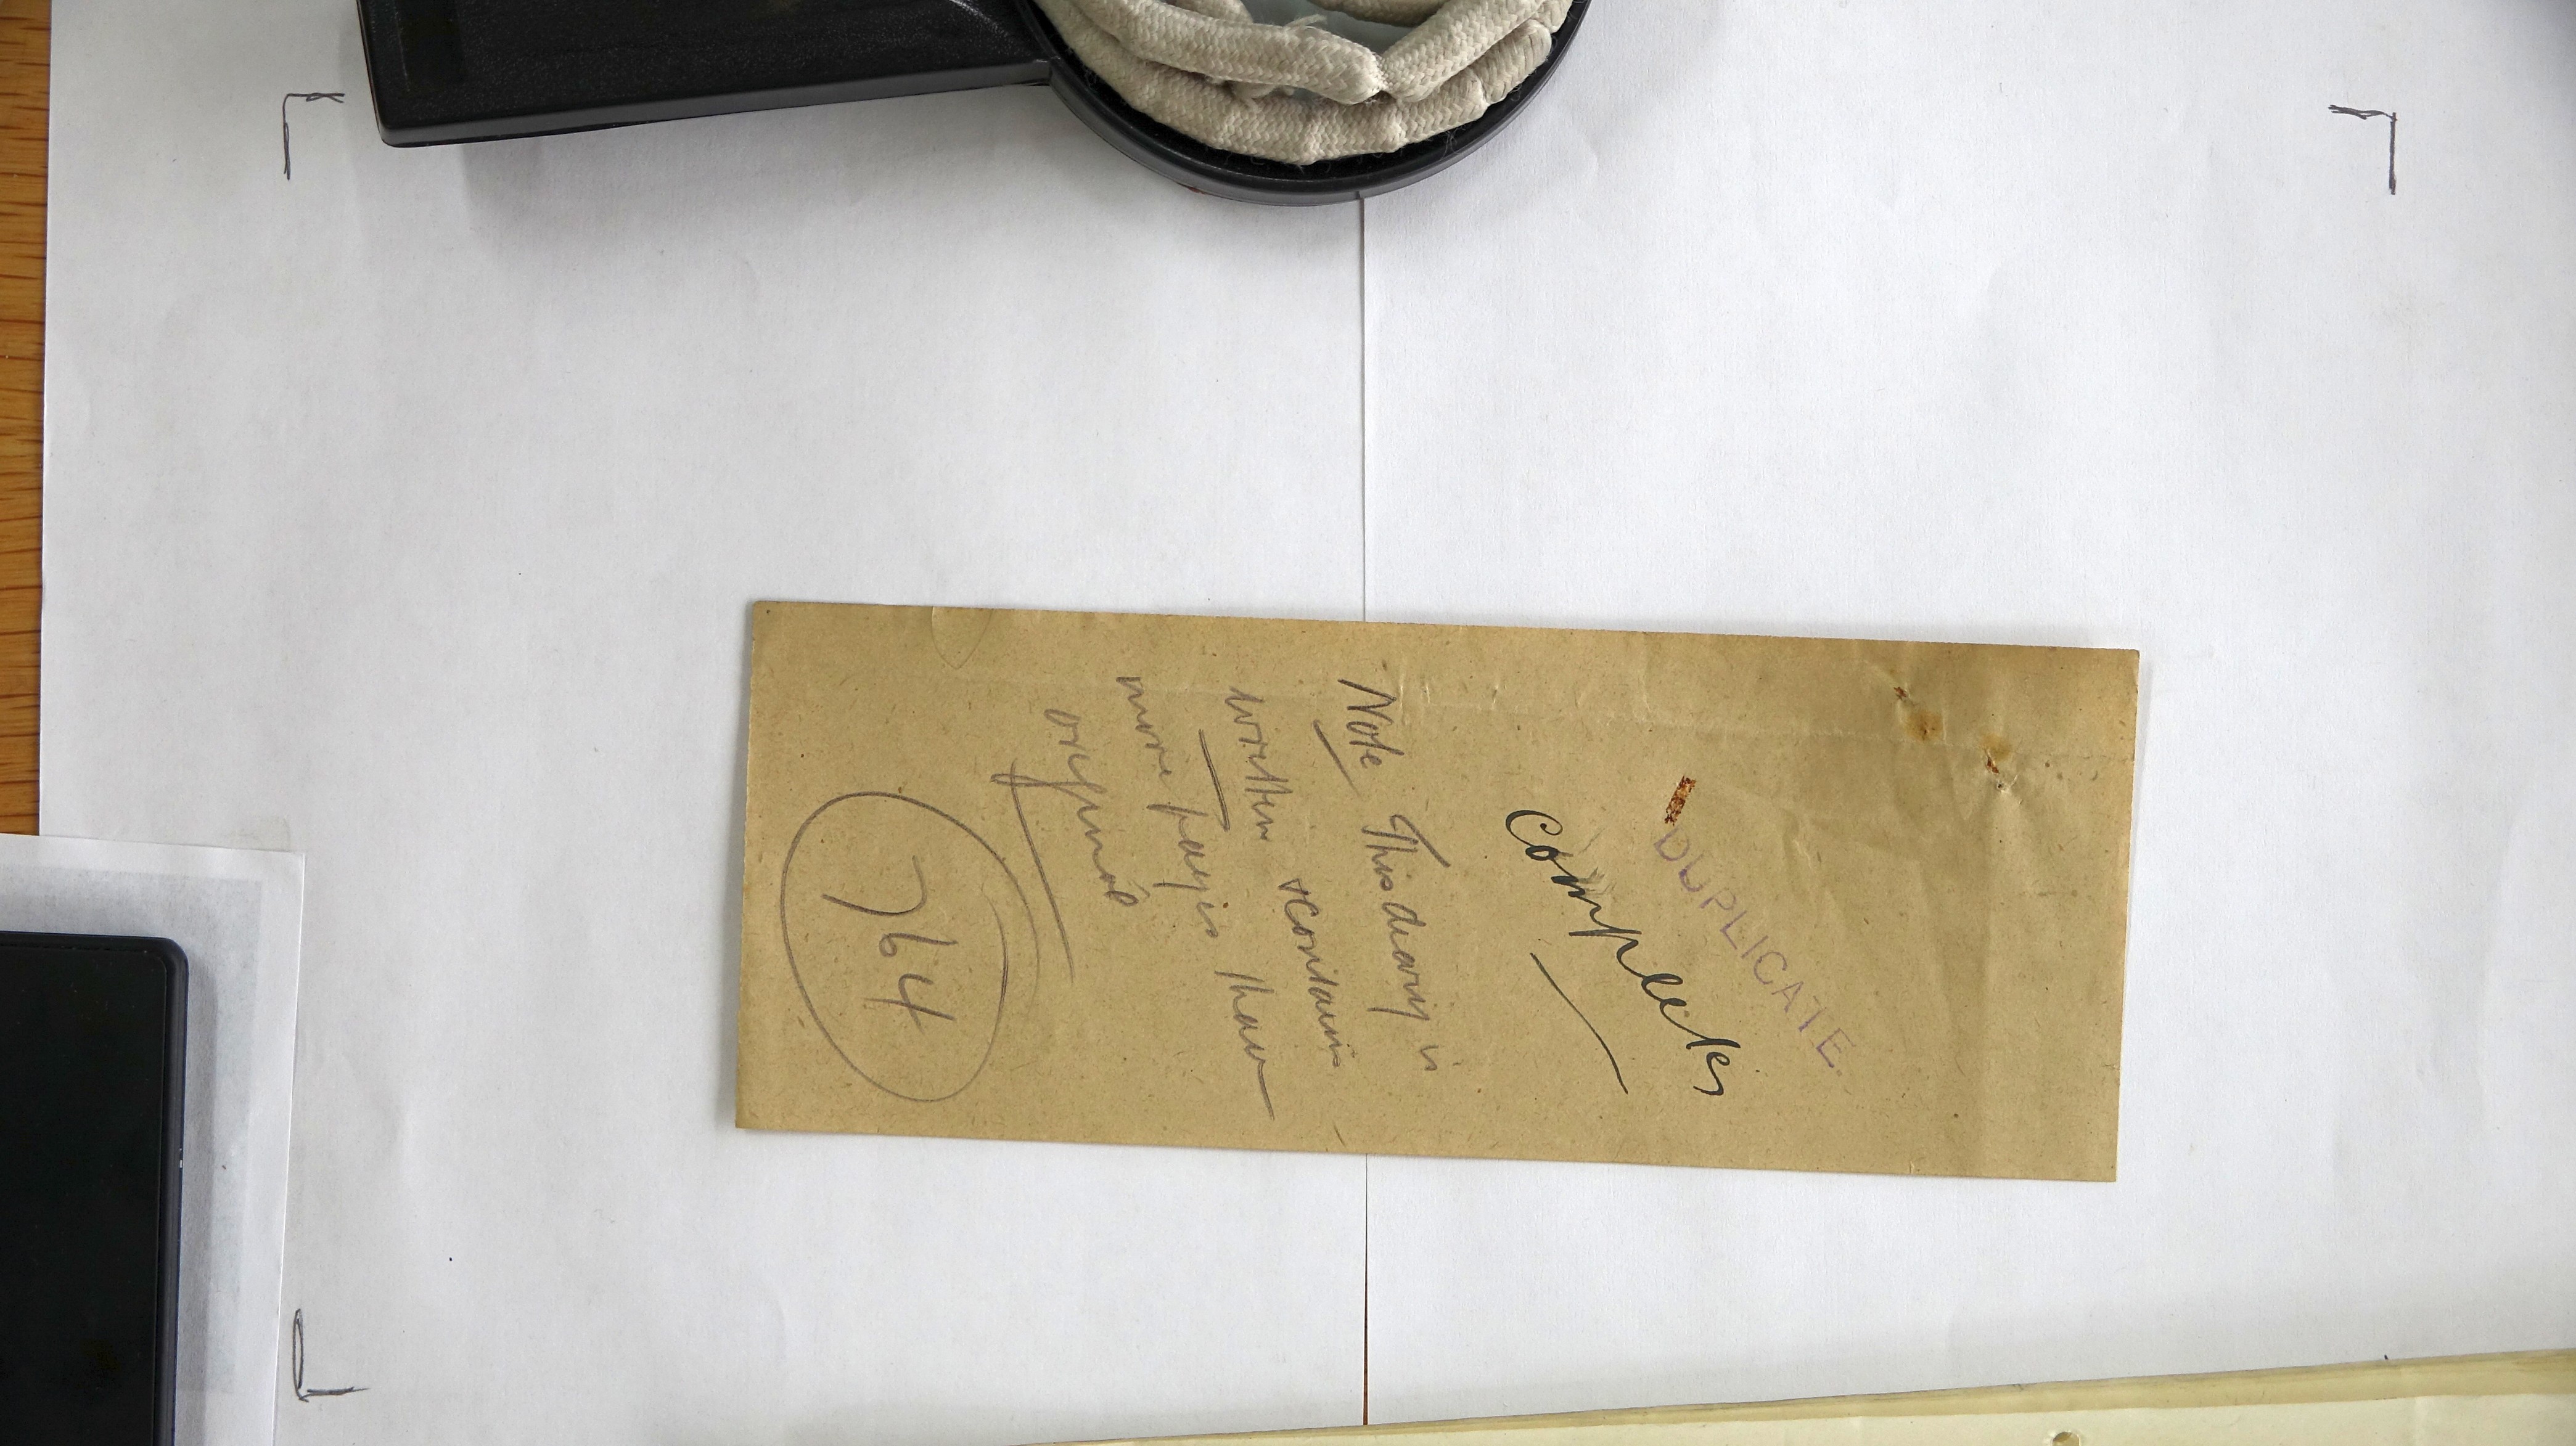 DUPLICATE
Complete
Note This diary is
written & contains
more pages than
original
764